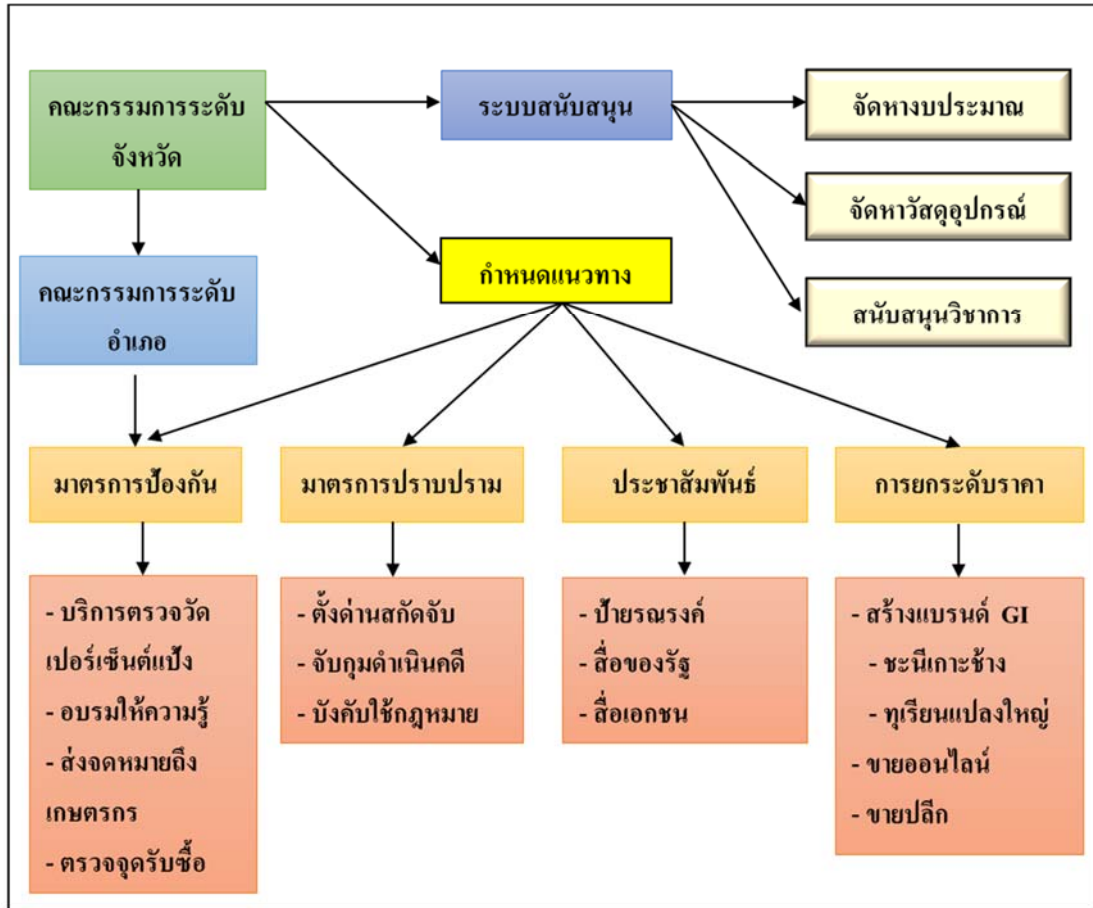 คณะกรรมการระดับ
จังหวัด
ระบบสนับสนุน
จัดหางบประมาณ
จัดหาวัสดุอุปกรณ์
สนับสนุนวิชาการ
กำหนดแนวทาง
คณะกรรมการระดับ
อำเภอ
มาตรการป้องกัน
มาตรการปราบปราม
ประชาสัมพันธ์
การยกระดับราคา
- บริการตรวจวัด
เปอร์เซ็นต์แป้ง
- อบรมให้ความรู้
- ส่งจดหมายถึง
เกษตรกร
- ตรวจจุดรับซื้อ
- ตั้งด่านสกัดจับ
- จับกุมดำเนินคดี
- บังคับใช้กฎหมาย
- ป้ายรณรงค์
- สื่อของรัฐ
- สื่อเอกชน
- สร้างแบรนด์ GI
- ชะนีเกาะช้าง
- ทุเรียนแปลงใหญ่
- ขายออนไลน์
- ขายปลีก